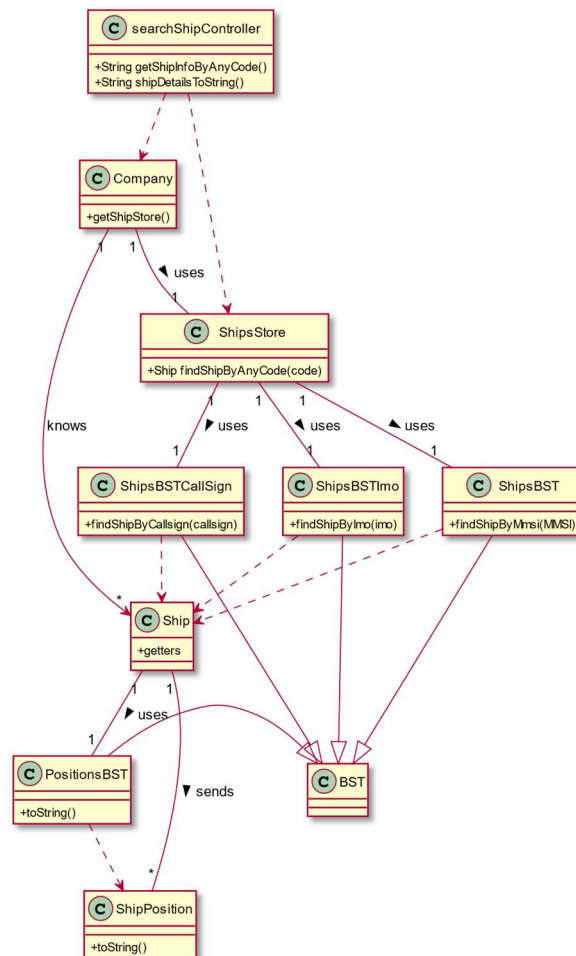 C searchShipController
+String getShipInfoByAnyCode()
+String shipDetailsToString()
C Company
+getShipStore()
1
1
uses
1
C ShipsStore
+Ship findShipByAnyCode(code)
knows
1
1
1
uses
uses
uses
1
1
1
C ShipsBSTCallSign
+findShipByCallsign(callsign)
C ShipsBSTImo
+findShipByImo(imo)
C ShipsBST
+findShipByMmsi(MMSI)
*
C Ship
+getters
1
1
uses
1
C PositionsBST
+toString()
C BST
sends
*
C ShipPosition
+toString()